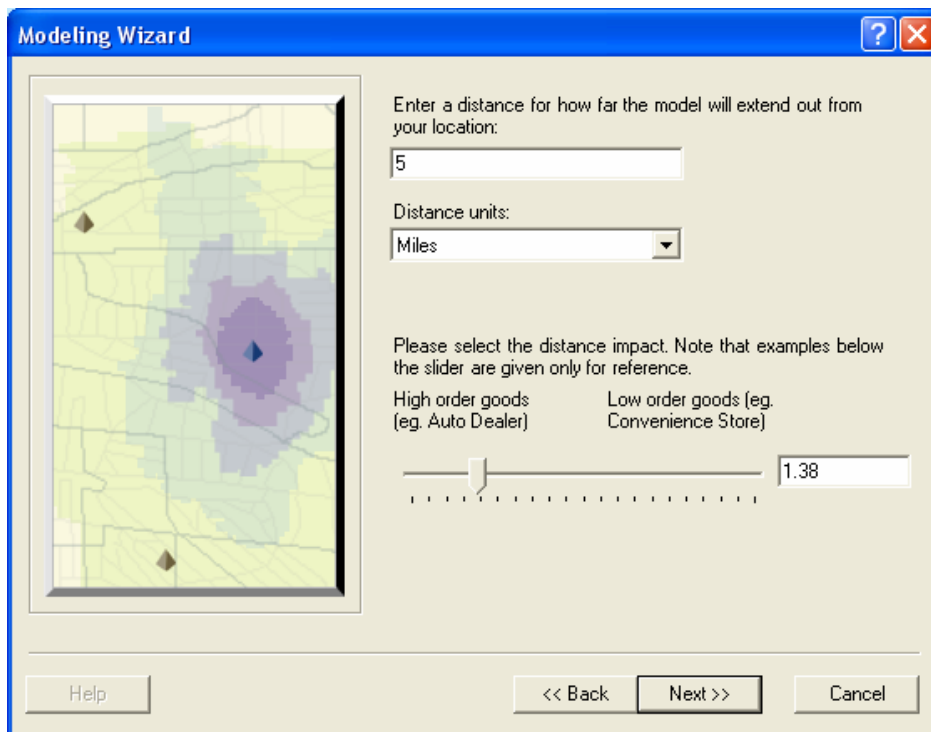 Modeling Wizard
Enter a distance for how far the model will extend out from
your location:
5
Distance units:
Miles
Please select the distance impact. Note that examples below
the slider are given only for reference.
High order goods
(eg. Auto Dealer)
Low order goods (eg.
Convenience Store)
1.38
Help
<< Back
Next >>
Cancel